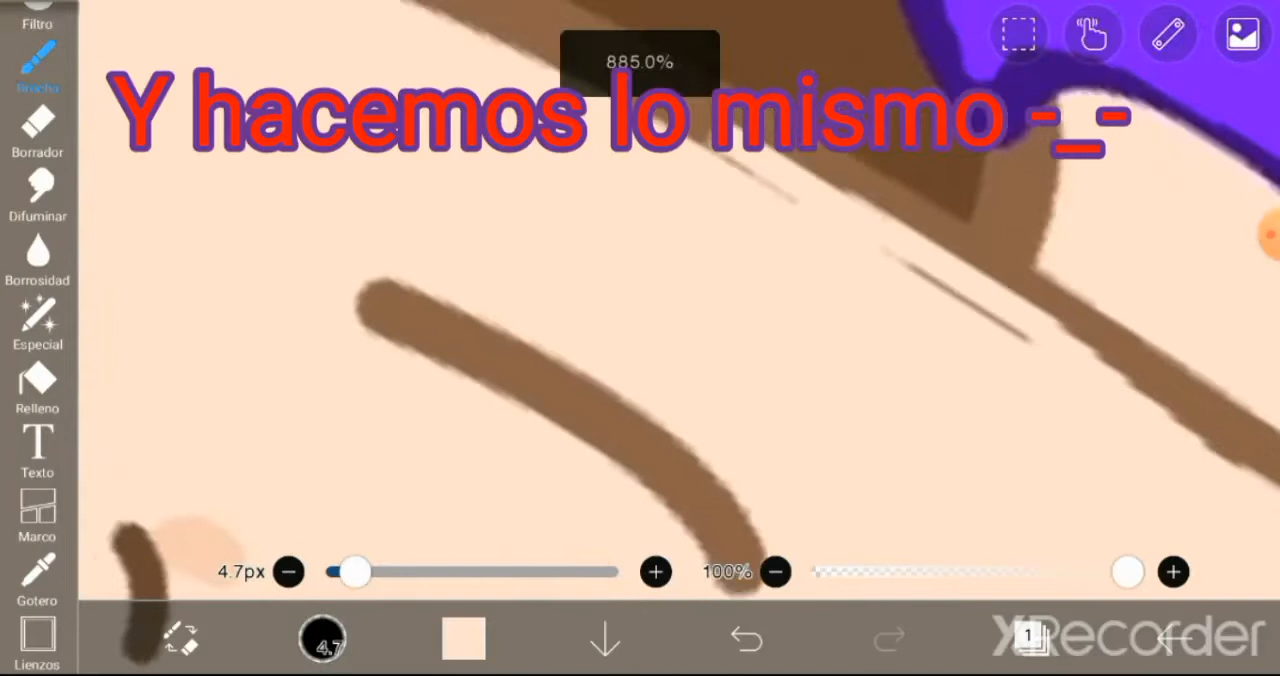 Filtro
885.0%
Y hacemos lo mismo -_-
Brocha
Borrador
Difuminar
Borrosidad
Especial
Relleno
T
Texto
Marco
Gotero
Lienzos
4.7px
100%
4.7
1
XRecorder